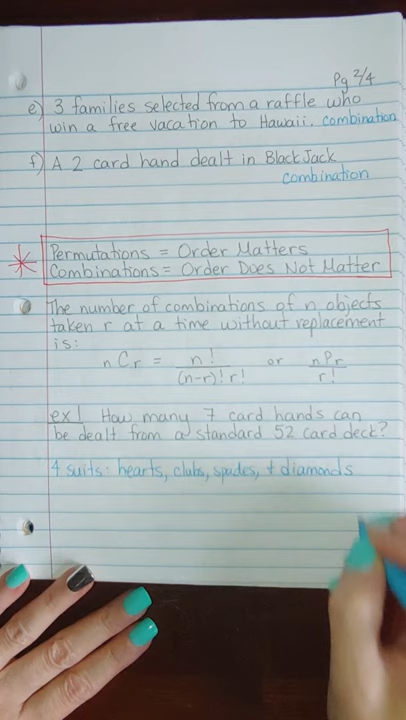 Pg 2/4
e) 3 families selected from a raffle who
win a free vacation to Hawaii. combination
f) A 2 card hand dealt in BlackJack
combination
* Permutations = Order Matters
Combinations = Order Does Not Matter
The number of combinations of n objects
taken r at a time without replacement
is:
nCr = n!/(n-r)!r! or nPr/r!
ex| How many 7 card hands can
be dealt from a standard 52 card deck?
4 suits: hearts, clubs, spades, + diamonds